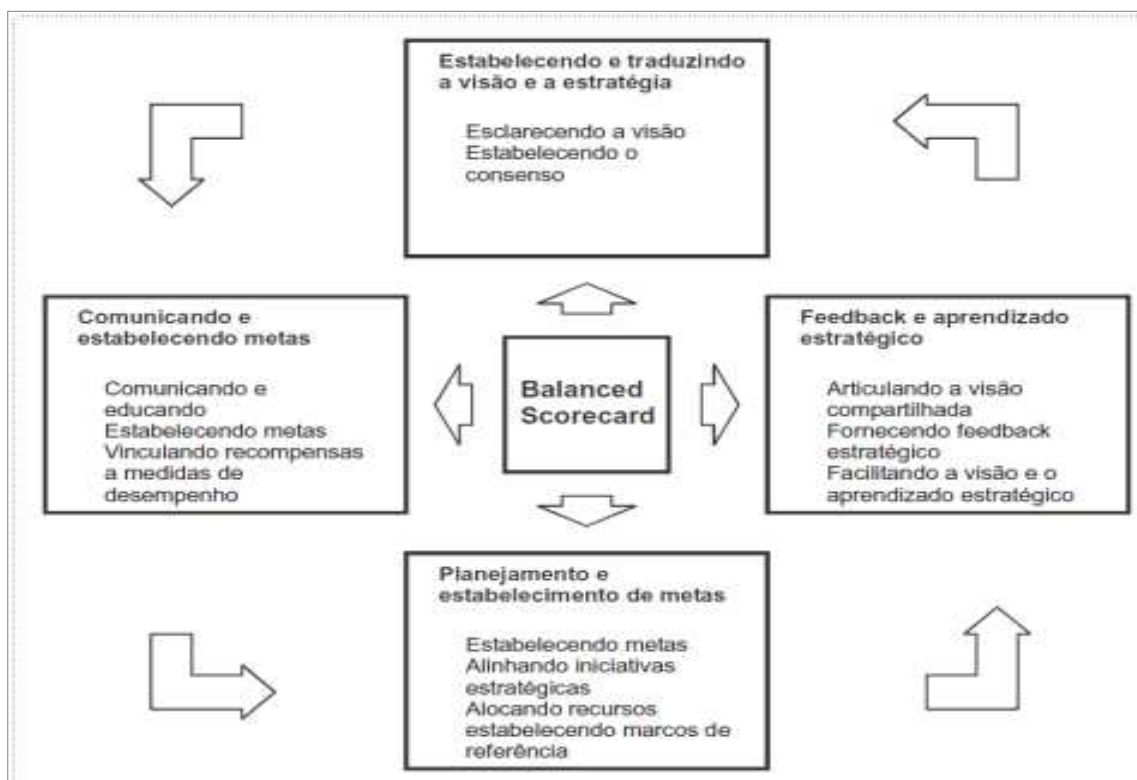 Estabelecendo e traduzindo
a visão e a estratégia
Esclarecendo a visão
Estabelecendo o
consenso
Comunicando e
estabelecendo metas
Comunicando e
educando
Estabelecendo metas
Vinculando recompensas
a medidas de
desempenho
Balanced
Scorecard
Feedback e aprendizado
estratégico
Articulando a visão
compartilhada
Fornecendo feedback
estratégico
Facilitando a visão e o
aprendizado estratégico
Planejamento e
estabelecimento de metas
Estabelecendo metas
Alinhando iniciativas
estratégicas
Alocando recursos
estabelecendo marcos de
referência